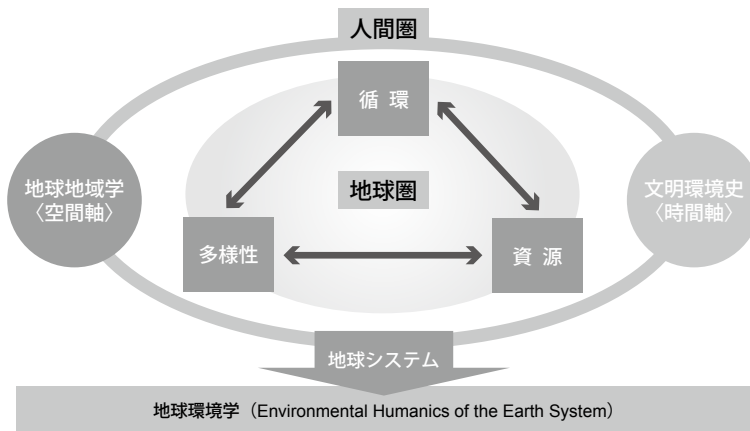 人間圏
循 環
地球地域学
〈空間軸〉
地球圏
文明環境史
〈時間軸〉
多様性
資 源
地球システム
地球環境学（Environmental Humanics of the Earth System）